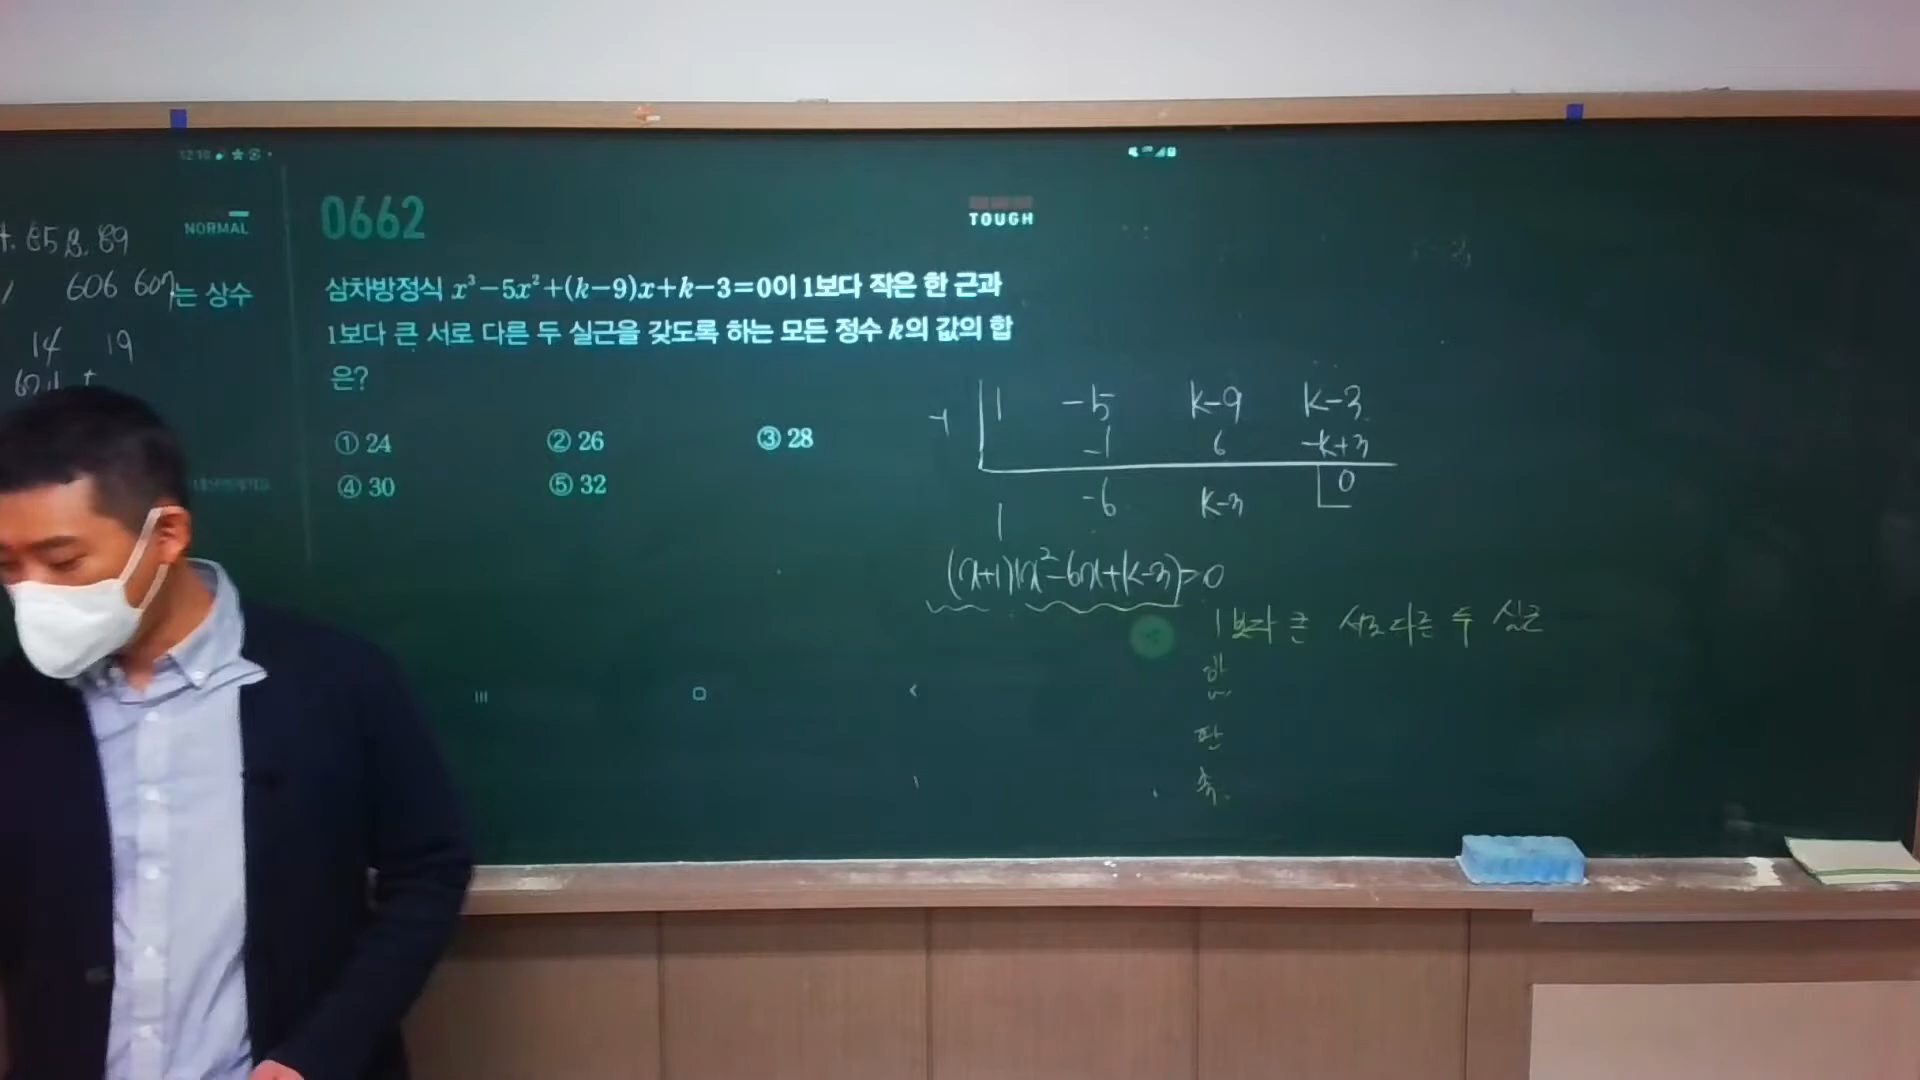 12:10
65 B. 69
606 607
14 19
NORMAL
는 상수
0662
TOUGH
삼차방정식 x³−5x²+(k−9)x+k−3=0이 1보다 작은 한 근과
1보다 큰 서로 다른 두 실근을 갖도록 하는 모든 정수 k의 값의 합
은?
① 24 ② 26 ③ 28
④ 30 ⑤ 32
-1 | 1 -5 k-9 k-3
-1 6 -k+3
1 -6 k-3 0
(x+1)(x²-6x+k-3)=0
1보다 큰 서로다른 두 실근
함
판
축.